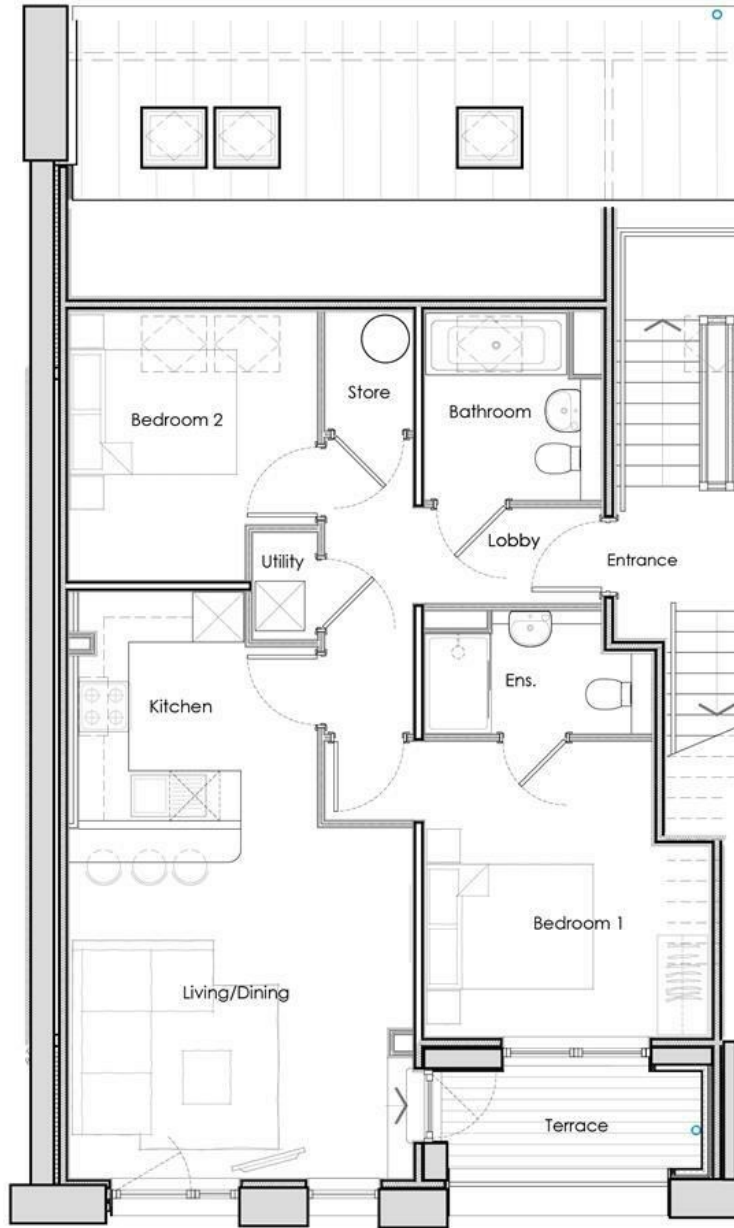 Store
Bedroom 2
Bathroom
Lobby
Utility
Entrance
Ens.
Kitchen
Bedroom 1
Living/Dining
Terrace